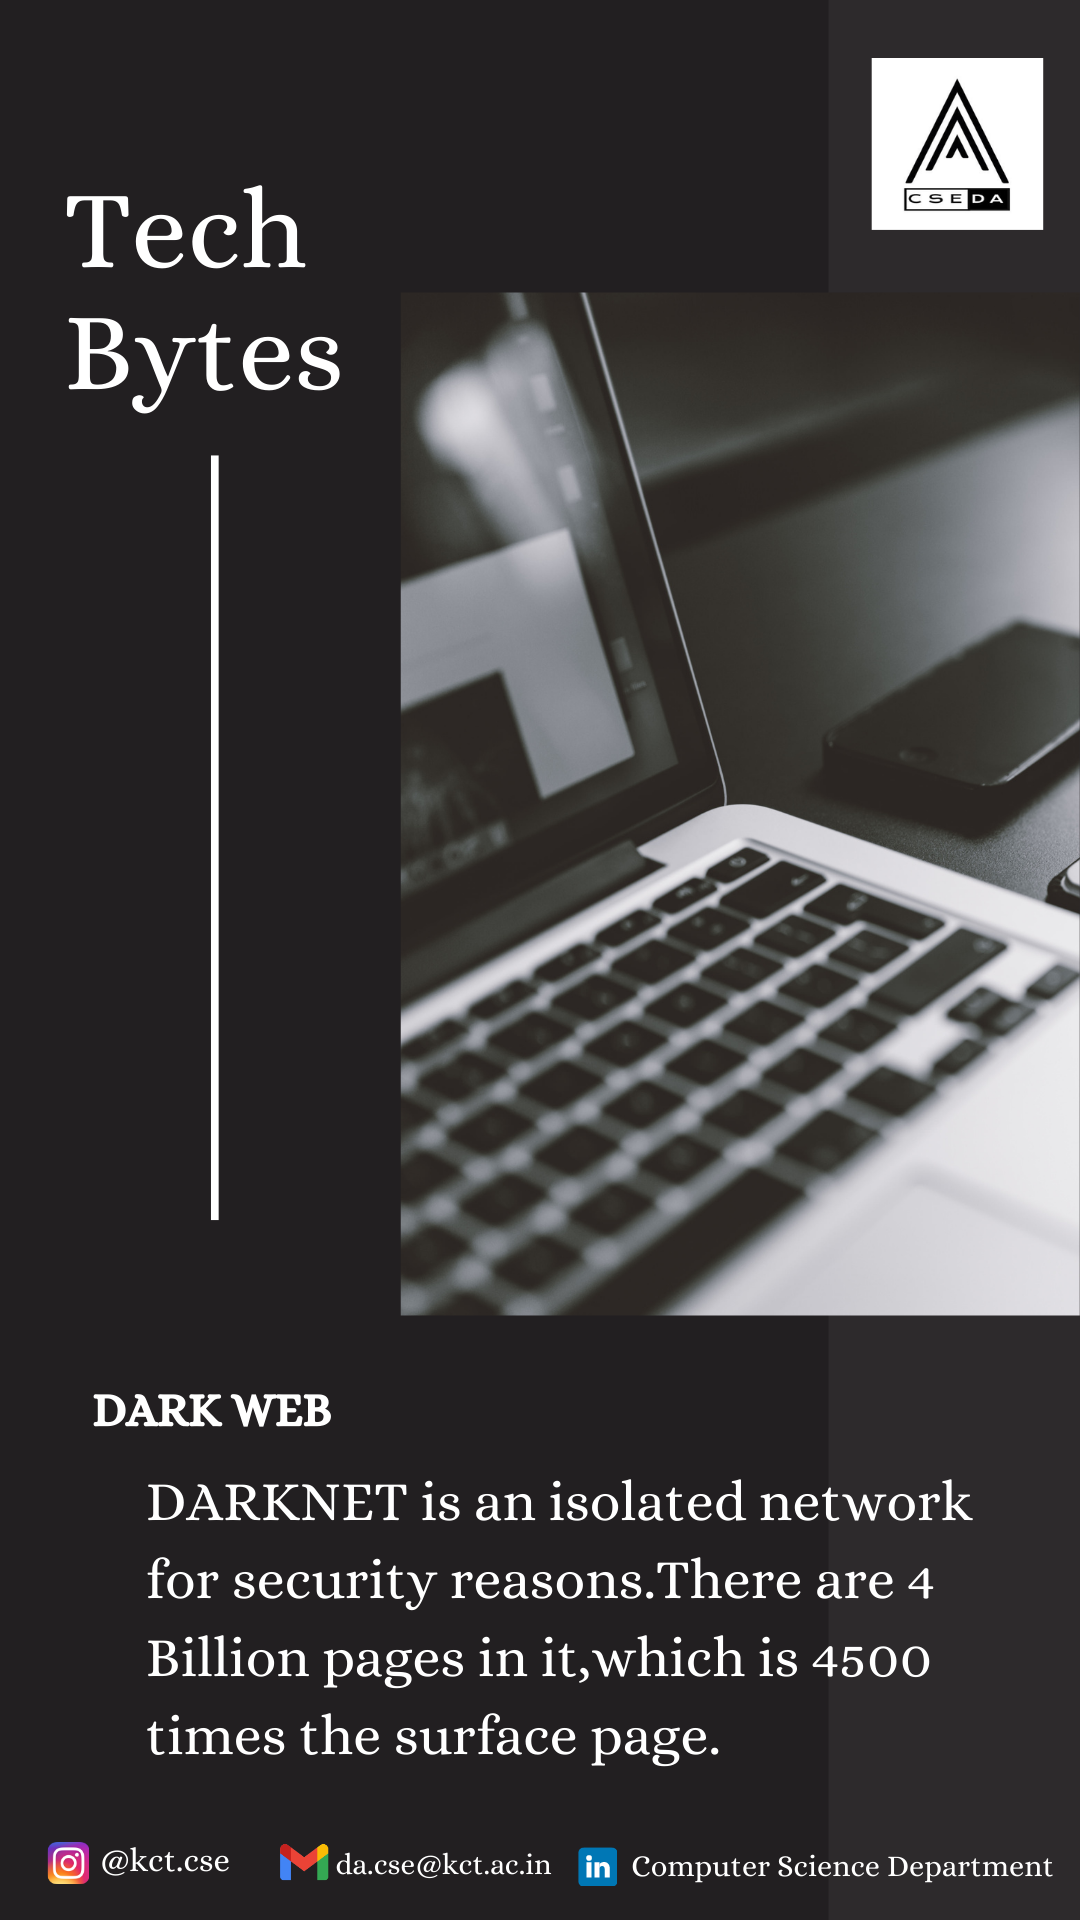 CSEDA
Tech
Bytes
DARK WEB
DARKNET is an isolated network
for security reasons.There are 4
Billion pages in it,which is 4500
times the surface page.
@kct.cse
da.cse@kct.ac.in
in
Computer Science Department